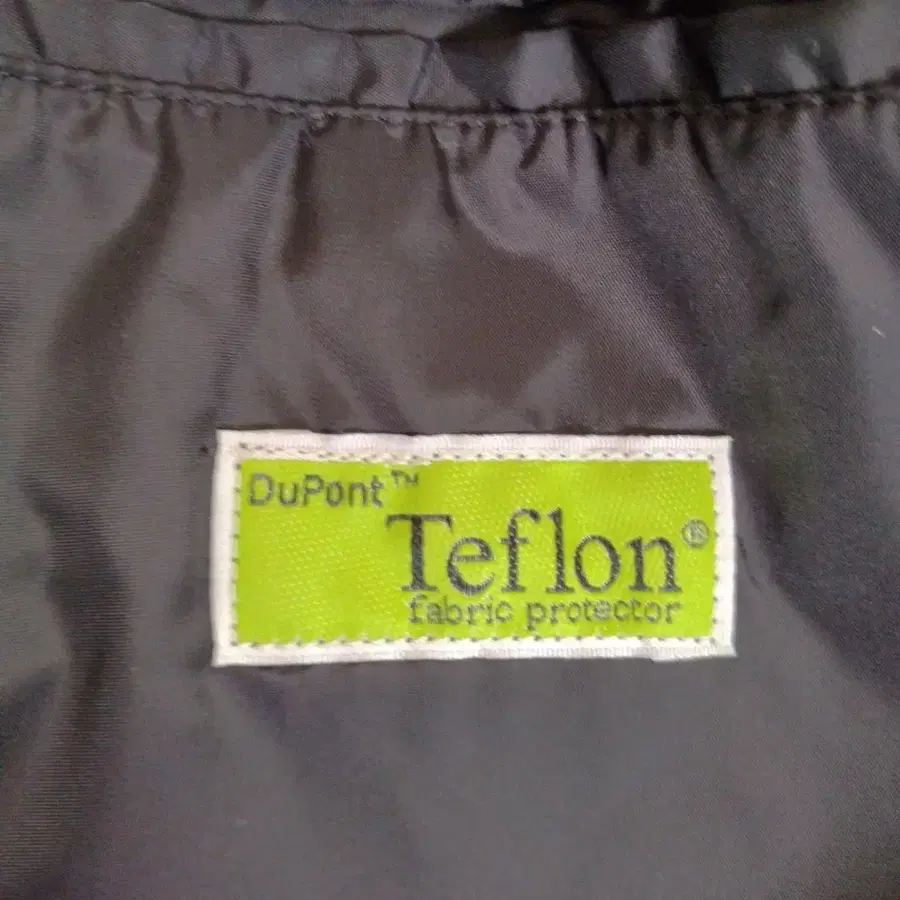 DuPont™
Teflon®
fabric protector